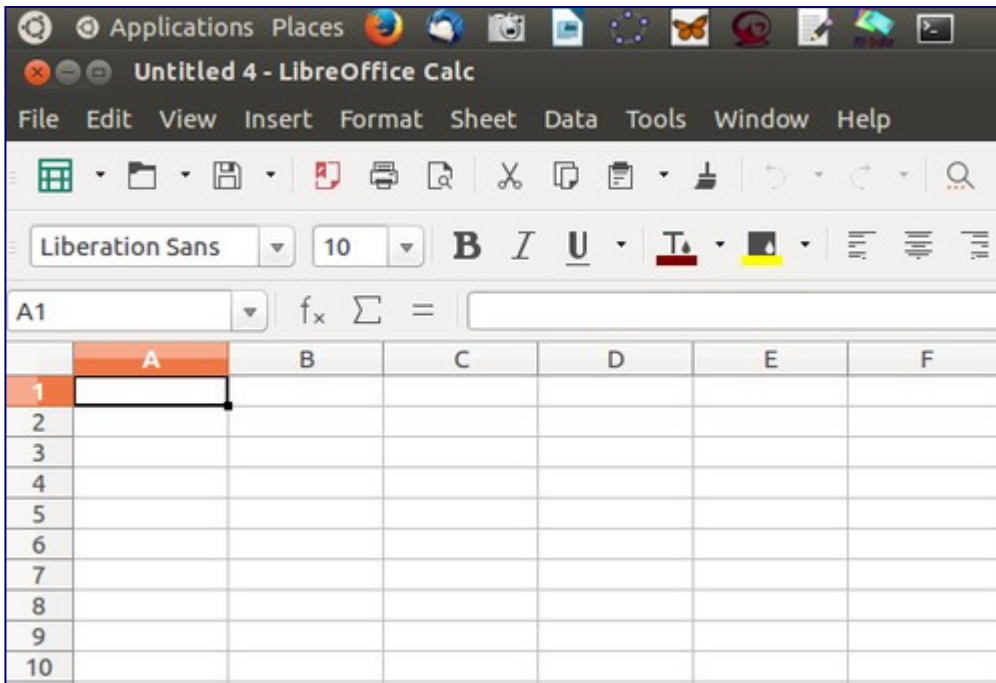 Applications Places
Untitled 4 - LibreOffice Calc
File Edit View Insert Format Sheet Data Tools Window Help
Liberation Sans 10 B I U T
A1 fx Σ =
A B C D E F
1
2
3
4
5
6
7
8
9
10